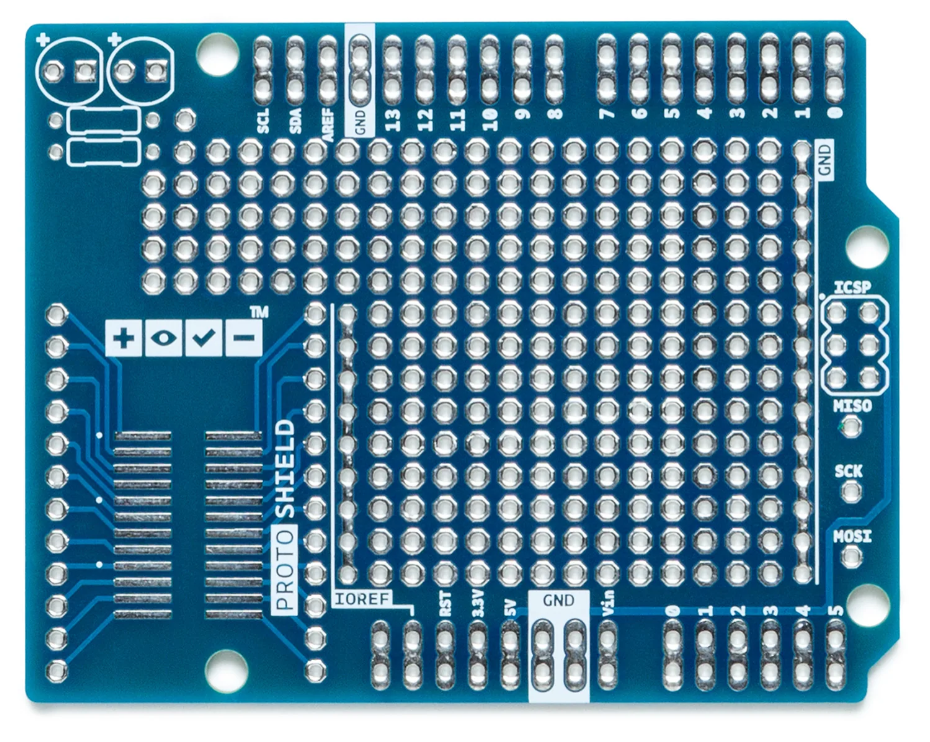 + +
SCL SDA AREF GND 13 12 11 10 9 8 7 6 5 4 3 2 1 0
GND
ICSP
TM
MISO
SCK
MOSI
PROTO SHIELD
IOREF RST 3.3V 5V GND Vin 0 1 2 3 4 5